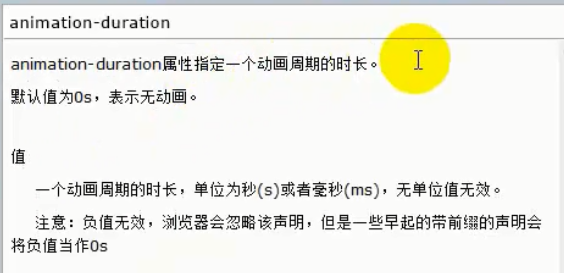 animation-duration
animation-duration属性指定一个动画周期的时长。
默认值为0s，表示无动画。
值
一个动画周期的时长，单位为秒(s)或者毫秒(ms)，无单位值无效。
注意：负值无效，浏览器会忽略该声明，但是一些早起的带前缀的声明会
将负值当作0s